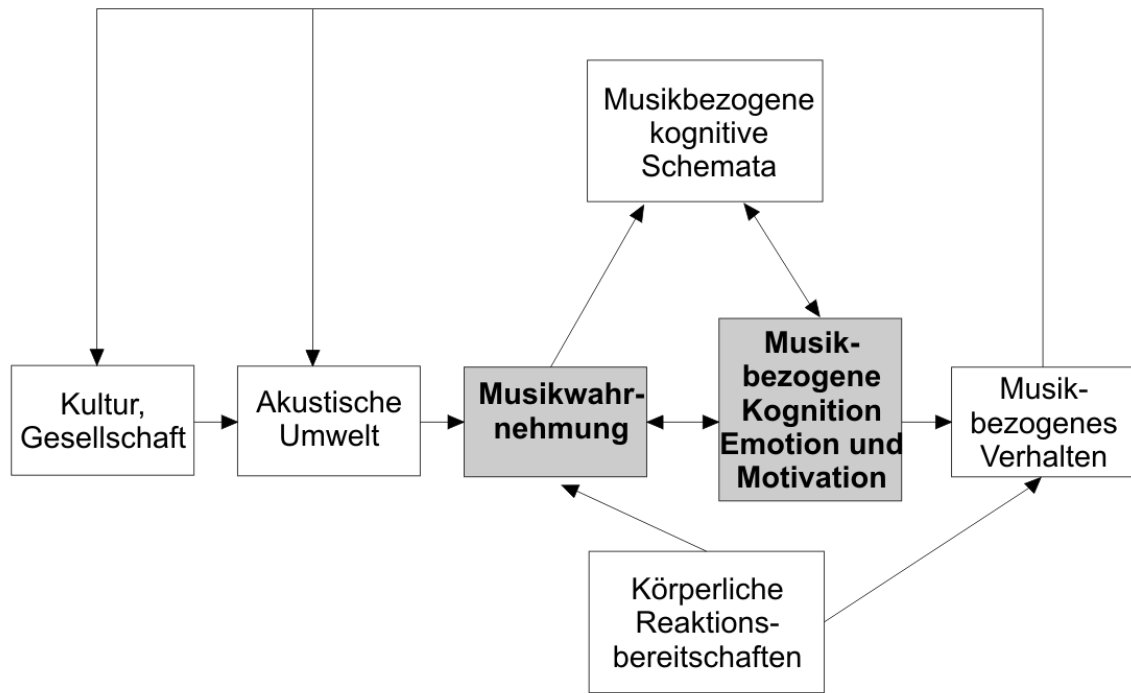 Musikbezogene
kognitive
Schemata
Kultur,
Gesellschaft
Akustische
Umwelt
Musikwahr-
nehmung
Musik-
bezogene
Kognition
Emotion und
Motivation
Musik-
bezogenes
Verhalten
Körperliche
Reaktions-
bereitschaften